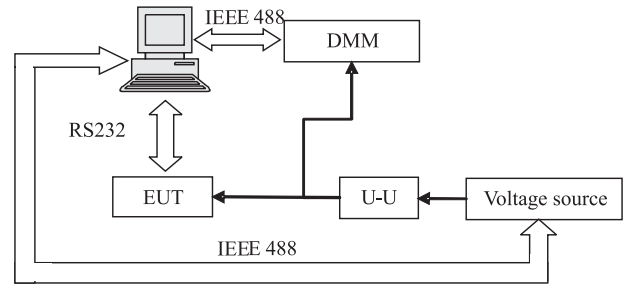 IEEE 488
DMM
RS232
EUT
U-U
Voltage source
IEEE 488